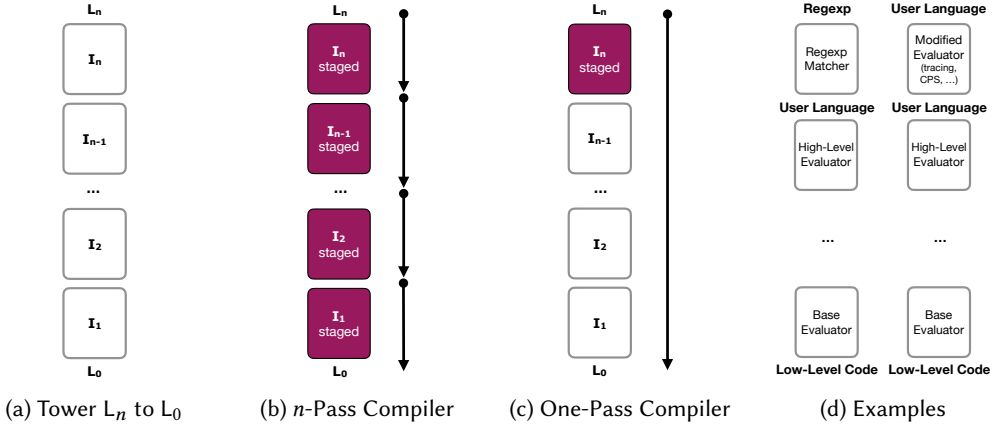 Lₙ
Iₙ
Iₙ₋₁
...
I₂
I₁
L₀
(a) Tower Lₙ to L₀
Lₙ
Iₙ
staged
Iₙ₋₁
staged
...
I₂
staged
I₁
staged
L₀
(b) n-Pass Compiler
Lₙ
Iₙ
staged
Iₙ₋₁
...
I₂
I₁
L₀
(c) One-Pass Compiler
Regexp
Regexp
Matcher
User Language
High-Level
Evaluator
...
Base
Evaluator
Low-Level Code
User Language
Modified
Evaluator
(tracing,
CPS, ...)
User Language
High-Level
Evaluator
...
Base
Evaluator
Low-Level Code
(d) Examples